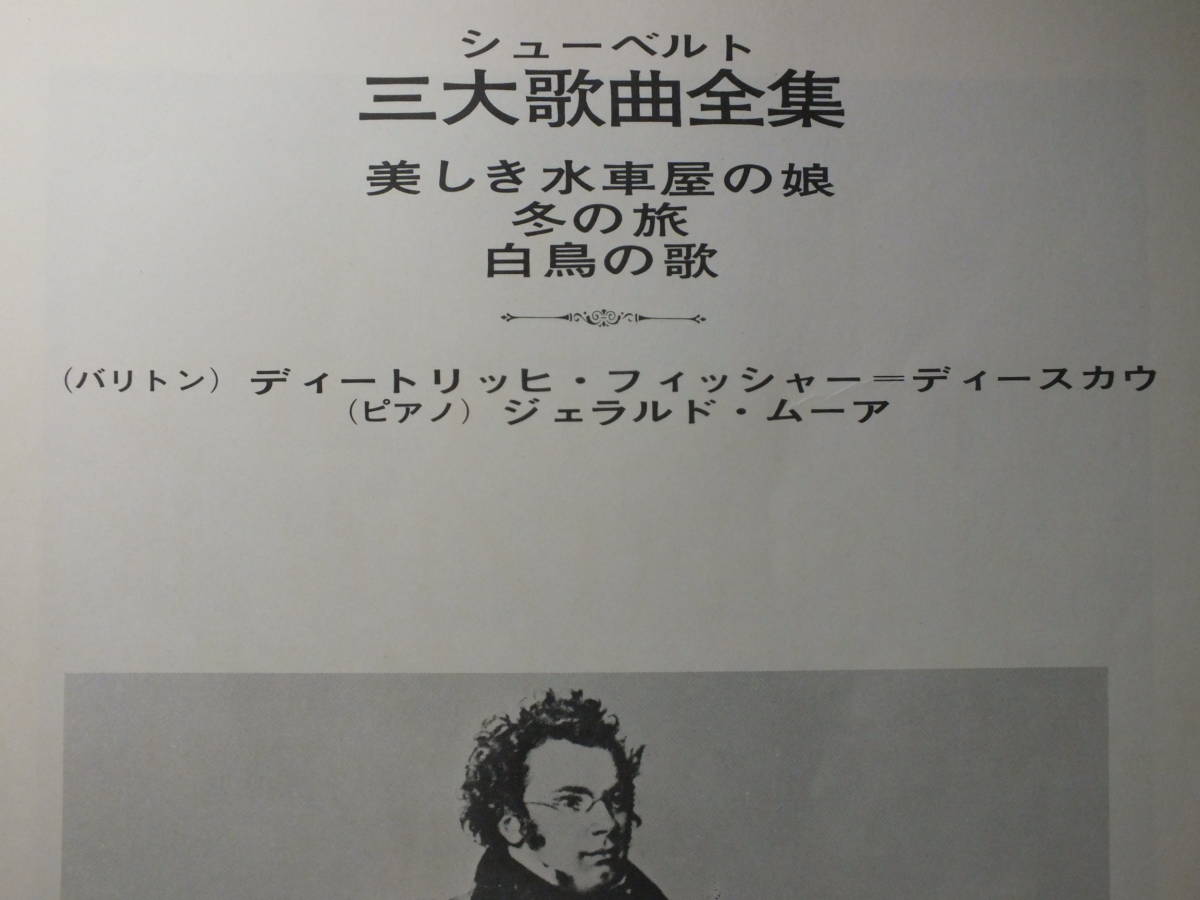 シューベルト
三大歌曲全集
美しき水車屋の娘
冬の旅
白鳥の歌
(バリトン) ディートリッヒ・フィッシャー=ディースカウ
(ピアノ) ジェラルド・ムーア